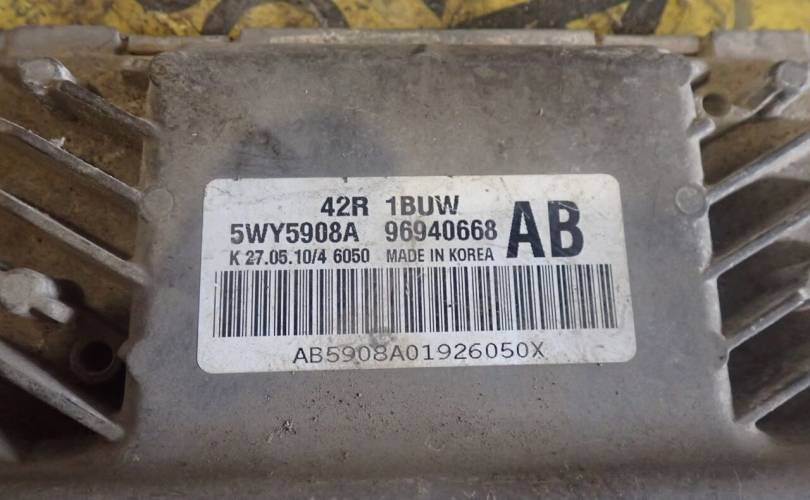 42R 1BUW
5WY5908A 96940668 AB
K 27.05.10/4 6050 MADE IN KOREA
AB5908A01926050X